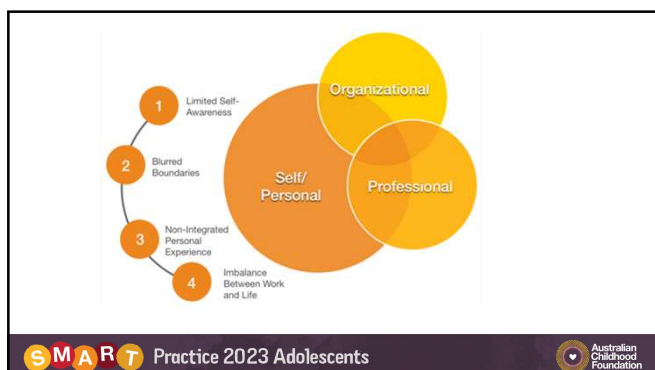 1
Limited Self-
Awareness
2
Blurred
Boundaries
3
Non-Integrated
Personal
Experience
4
Imbalance
Between Work
and Life
Organizational
Self/
Personal
Professional
SMART Practice 2023 Adolescents
Australian
Childhood
Foundation